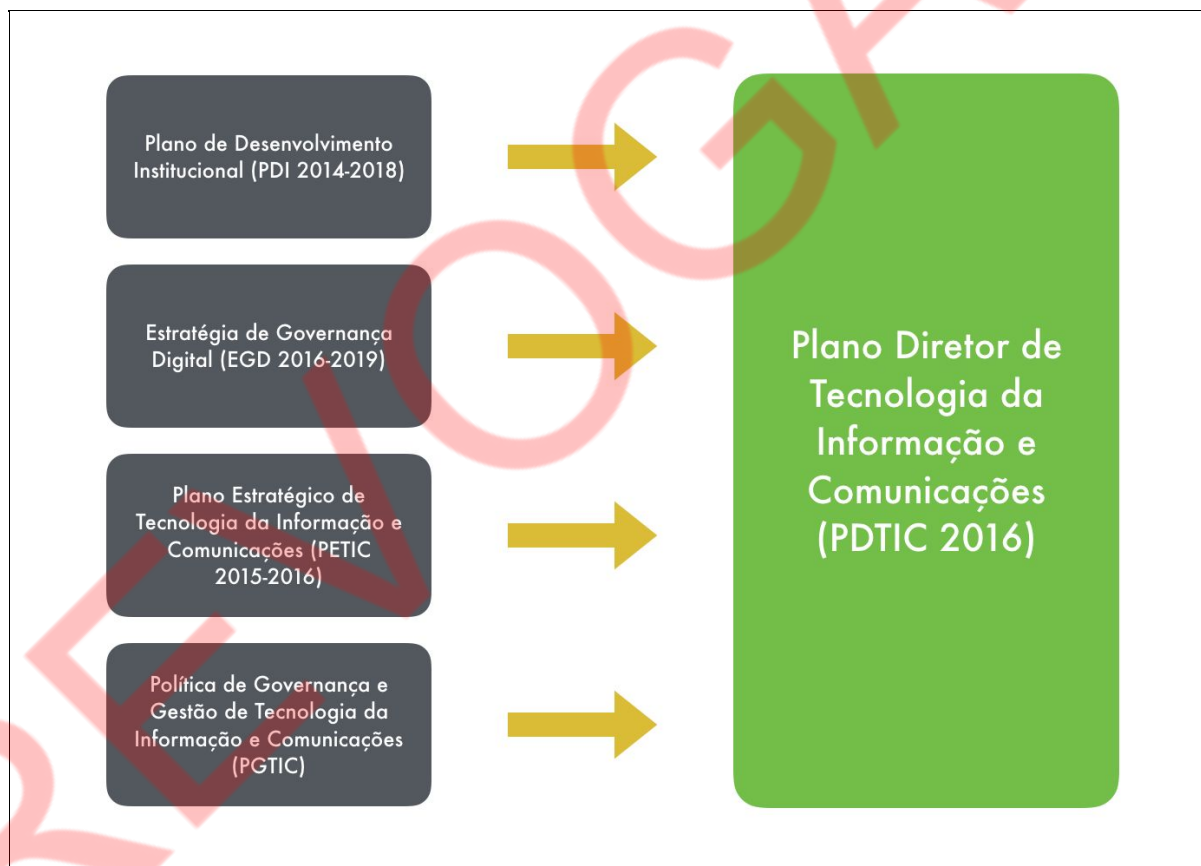 Plano de Desenvolvimento
Institucional (PDI 2014-2018)
Estratégia de Governança
Digital (EGD 2016-2019)
Plano Estratégico de
Tecnologia da Informação e
Comunicações (PETIC
2015-2016)
Política de Governança e
Gestão de Tecnologia da
Informação e Comunicações
(PGTIC)
Plano Diretor de
Tecnologia da
Informação e
Comunicações
(PDTIC 2016)
REVOGA